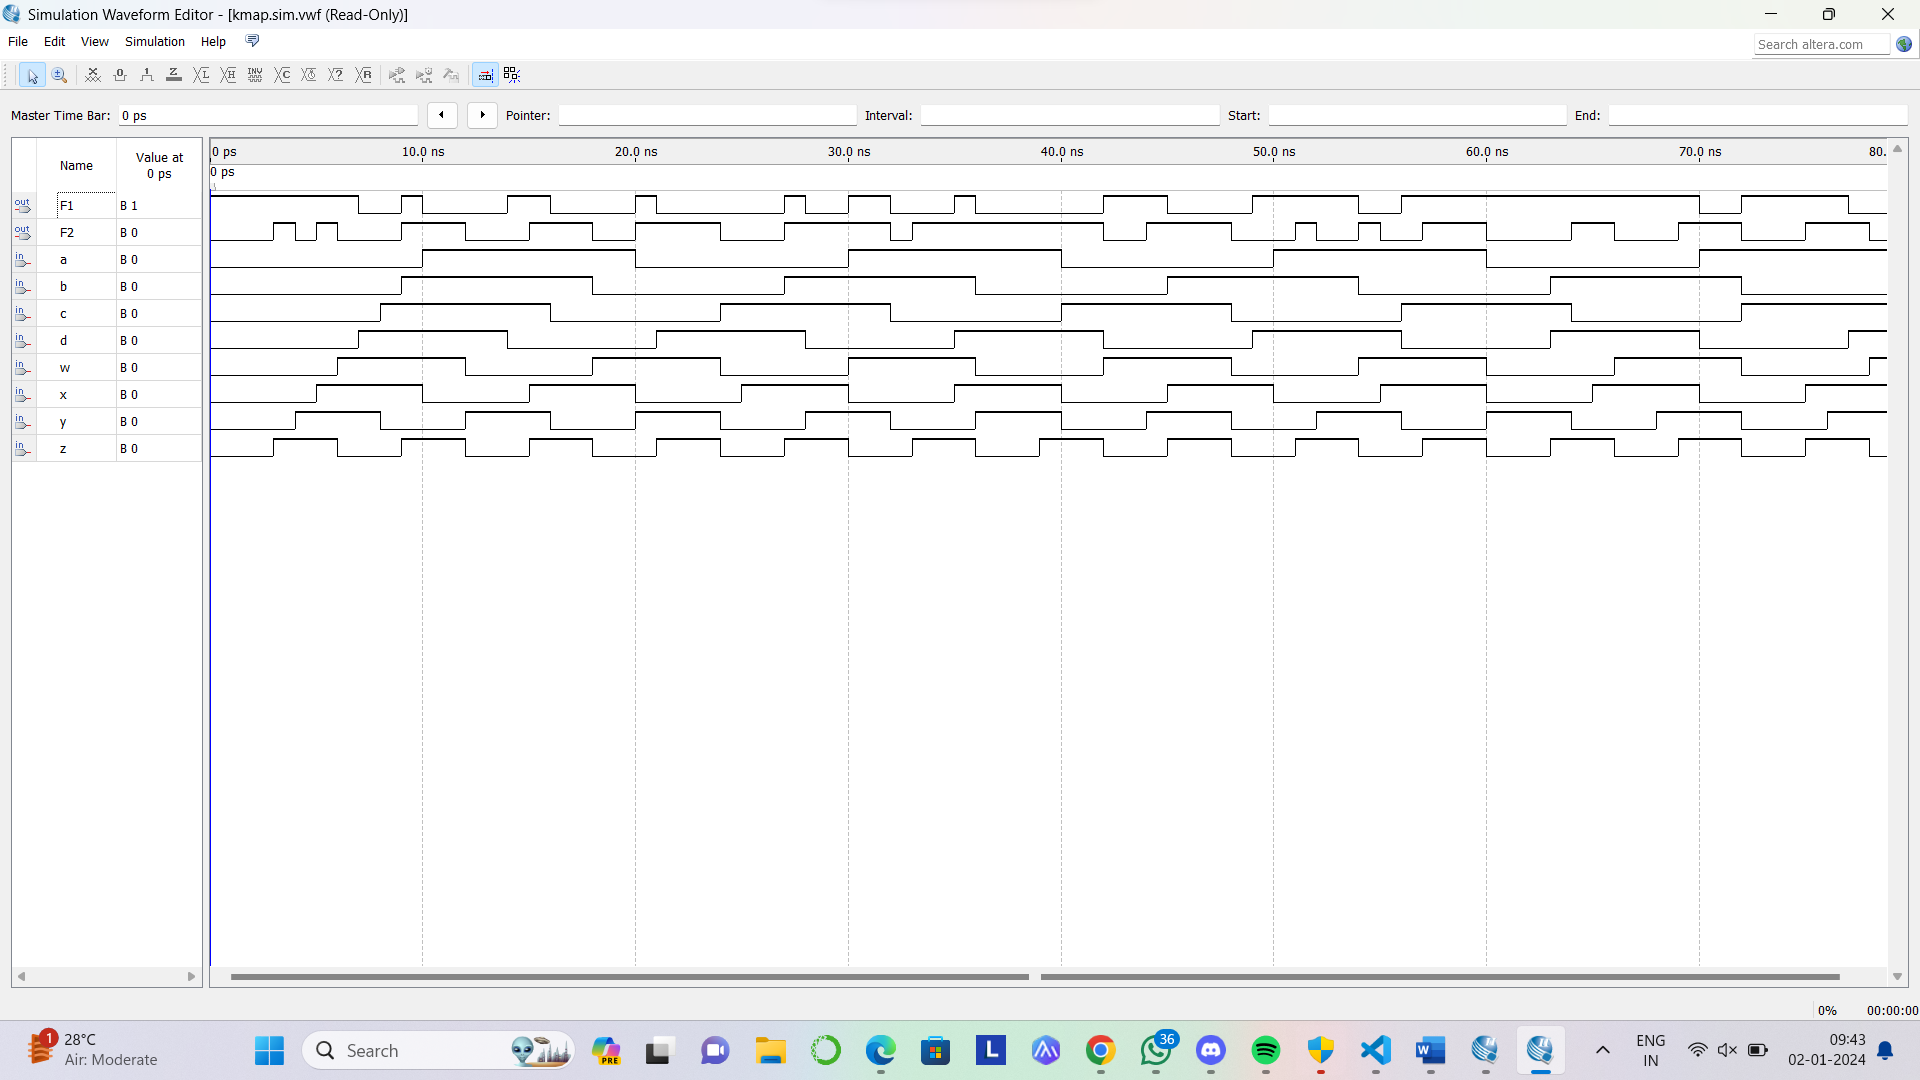 Simulation Waveform Editor - [kmap.sim.vwf (Read-Only)]
File Edit View Simulation Help
Search altera.com
Master Time Bar: 0 ps Pointer: Interval: Start: End:
Name Value at 0 ps
0 ps 10.0 ns 20.0 ns 30.0 ns 40.0 ns 50.0 ns 60.0 ns 70.0 ns 80.
0 ps
out F1 B 1
out F2 B 0
in a B 0
in b B 0
in c B 0
in d B 0
in w B 0
in x B 0
in y B 0
in z B 0
0% 00:00:00
1 28°C
Air: Moderate
Search
PRE
L
36
ENG
IN
09:43
02-01-2024